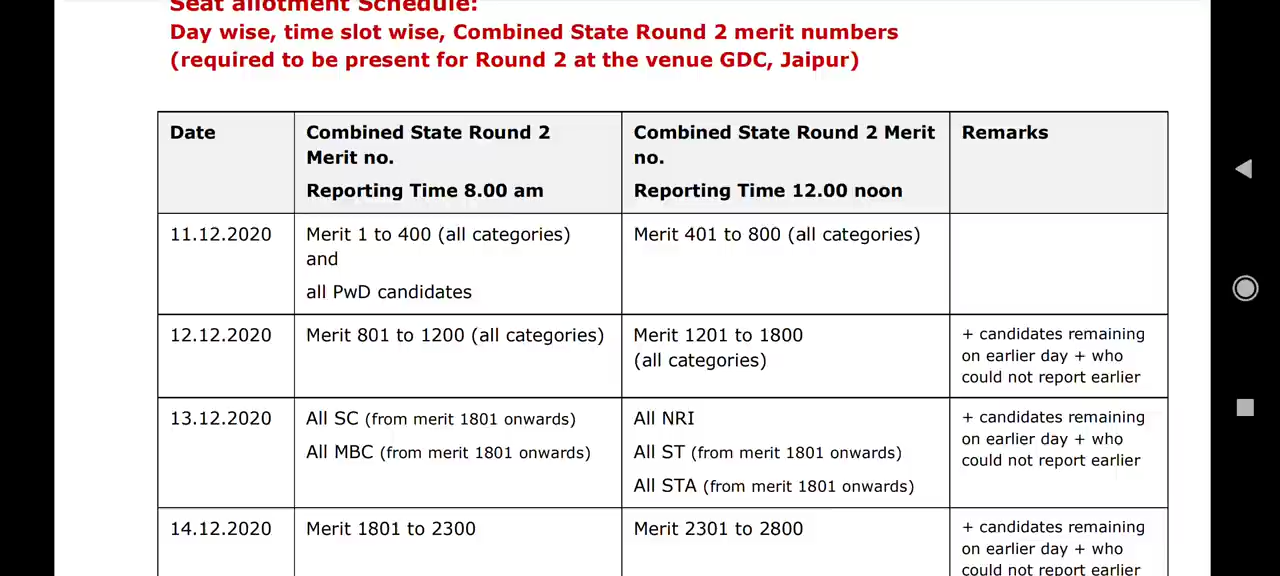 Seat allotment Schedule:
Day wise, time slot wise, Combined State Round 2 merit numbers
(required to be present for Round 2 at the venue GDC, Jaipur)
Date
Combined State Round 2
Merit no.
Reporting Time 8.00 am
Combined State Round 2 Merit
no.
Reporting Time 12.00 noon
Remarks
11.12.2020
Merit 1 to 400 (all categories)
and
all PwD candidates
Merit 401 to 800 (all categories)
12.12.2020
Merit 801 to 1200 (all categories)
Merit 1201 to 1800
(all categories)
+ candidates remaining
on earlier day + who
could not report earlier
13.12.2020
All SC (from merit 1801 onwards)
All MBC (from merit 1801 onwards)
All NRI
All ST (from merit 1801 onwards)
All STA (from merit 1801 onwards)
+ candidates remaining
on earlier day + who
could not report earlier
14.12.2020
Merit 1801 to 2300
Merit 2301 to 2800
+ candidates remaining
on earlier day + who
could not report earlier